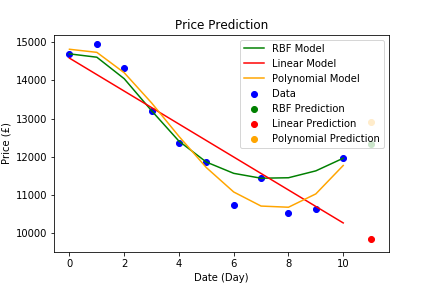 Price Prediction
RBF Model
Linear Model
Polynomial Model
Data
RBF Prediction
Linear Prediction
Polynomial Prediction
Price (£)
15000
14000
13000
12000
11000
10000
0 2 4 6 8 10
Date (Day)